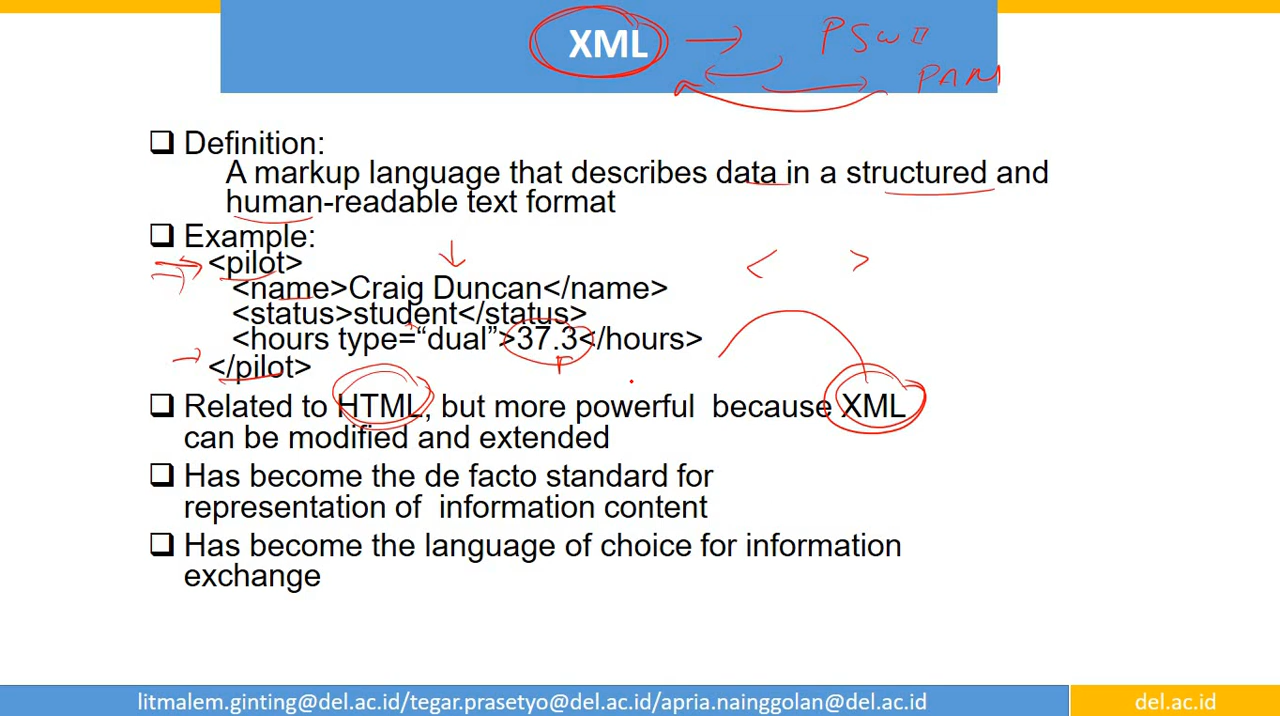 XML
PSW II
PAM
Definition:
A markup language that describes data in a structured and
human-readable text format
Example:
<pilot>
<name>Craig Duncan</name>
<status>student</status>
<hours type=“dual”>37.3</hours>
</pilot>
< >
Related to HTML, but more powerful because XML
can be modified and extended
Has become the de facto standard for
representation of information content
Has become the language of choice for information
exchange
litmalem.ginting@del.ac.id/tegar.prasetyo@del.ac.id/apria.nainggolan@del.ac.id
del.ac.id